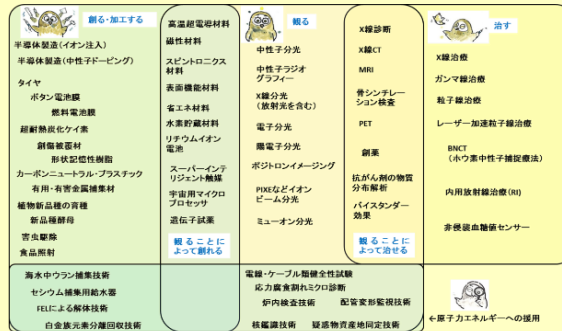 創る・加工する
半導体製造(イオン注入)
半導体製造(中性子ドーピング)
タイヤ
ボタン電池膜
燃料電池膜
超耐熱炭化ケイ素
創傷被覆材
形状記憶性樹脂
カーボンニュートラル・プラスチック
有用・有害金属捕集材
植物新品種の育種
新品種酵母
害虫駆除
食品照射
高温超電導材料
磁性材料
スピントロニクス
材料
表面機能材料
省エネ材料
水素貯蔵材料
リチウムイオン
電池
スーパーインテ
リジェント触媒
宇宙用マイクロ
プロセッサ
遺伝子試薬
観ることに
よって創れる
観る
中性子分光
中性子ラジオ
グラフィー
X線分光
(放射光を含む)
電子分光
陽電子分光
ポジトロンイメージング
PIXEなどイオン
ビーム分光
ミューオン分光
X線診断
X線CT
MRI
骨シンチレー
ション検査
PET
創薬
抗がん剤の物質
分布解析
バイスタンダー
効果
観ることに
よって治せる
治す
X線治療
ガンマ線治療
粒子線治療
レーザー加速粒子線治療
BNCT
(ホウ素中性子捕捉療法)
内用放射線治療(RI)
非侵襲血糖値センサー
海水中ウラン捕集技術
セシウム捕集用給水器
FELによる解体技術
白金族元素分離回収技術
電線・ケーブル類健全性試験
応力腐食割れミクロ診断
炉内検査技術 配管変形監視技術
核鑑識技術 疑惑物資産地同定技術
←原子力エネルギーへの援用